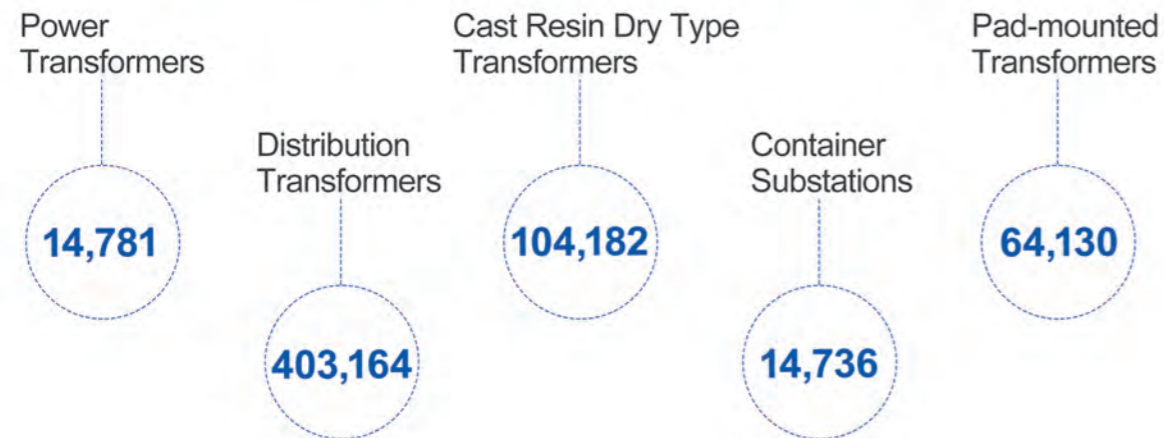 Power
Transformers
14,781
Distribution
Transformers
403,164
Cast Resin Dry Type
Transformers
104,182
Container
Substations
14,736
Pad-mounted
Transformers
64,130